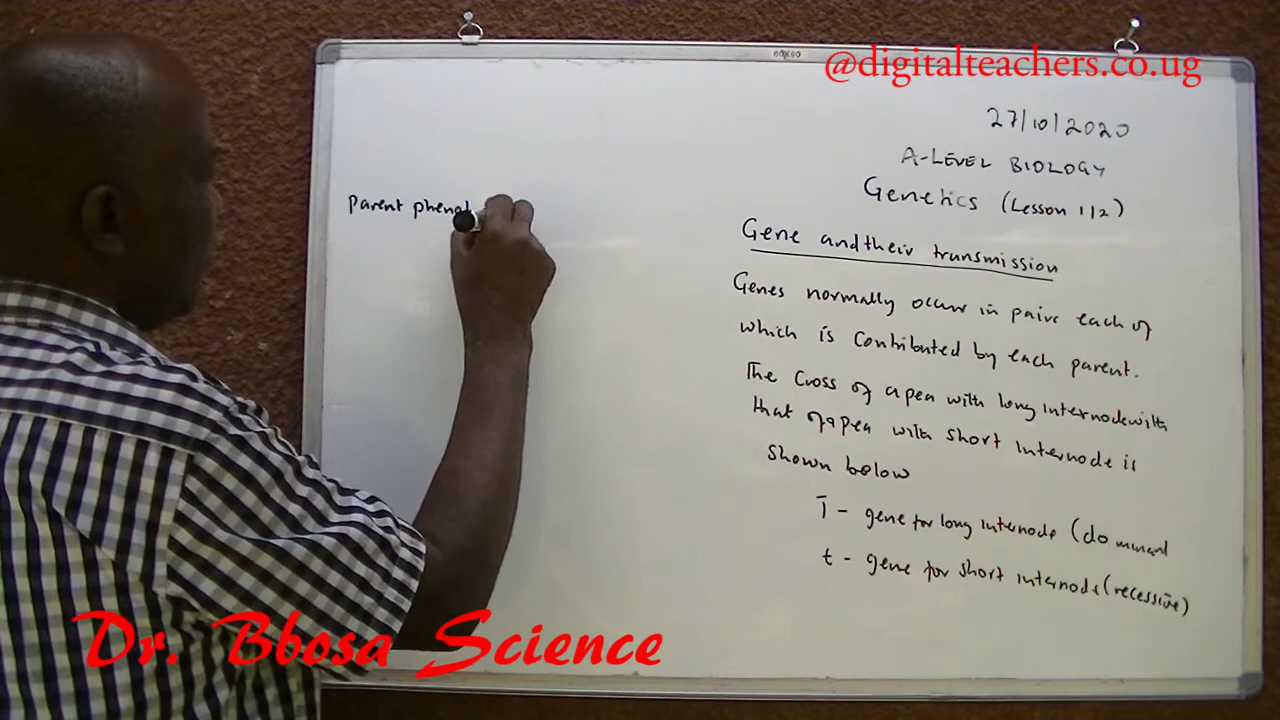 @digitalteachers.co.ug
27/10/2020
A-LEVEL BIOLOGY
Genetics (Lesson 1/2)
Gene and their transmission
Genes normally occur in pairs each of
which is contributed by each parent.
The cross of a pea with long internode with
that of a pea with short internode is
shown below
T - gene for long internode (dominant
t - gene for short internode (recessive)
Parent phenot
Dr. Bbosa Science